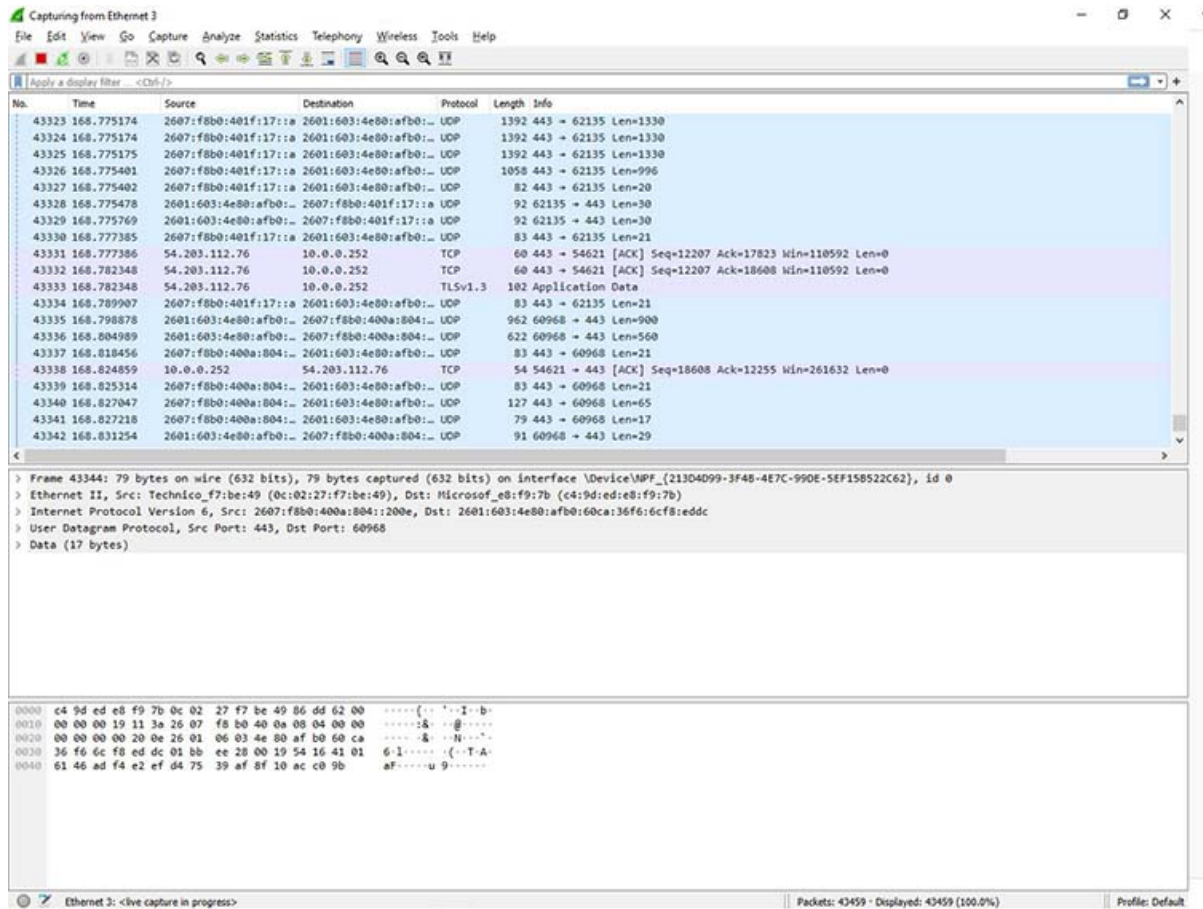 Capturing from Ethernet 3
File Edit View Go Capture Analyze Statistics Telephony Wireless Tools Help
Apply a display filter ... <Ctrl-/>
No. Time Source Destination Protocol Length Info
43323 168.775174 2607:f8b0:401f:17::a 2601:603:4e80:afb0:… UDP 1392 443 → 62135 Len=1330
43324 168.775174 2607:f8b0:401f:17::a 2601:603:4e80:afb0:… UDP 1392 443 → 62135 Len=1330
43325 168.775175 2607:f8b0:401f:17::a 2601:603:4e80:afb0:… UDP 1392 443 → 62135 Len=1330
43326 168.775401 2607:f8b0:401f:17::a 2601:603:4e80:afb0:… UDP 1058 443 → 62135 Len=996
43327 168.775402 2607:f8b0:401f:17::a 2601:603:4e80:afb0:… UDP 82 443 → 62135 Len=20
43328 168.775478 2601:603:4e80:afb0:… 2607:f8b0:401f:17::a UDP 92 62135 → 443 Len=30
43329 168.775769 2601:603:4e80:afb0:… 2607:f8b0:401f:17::a UDP 92 62135 → 443 Len=30
43330 168.777385 2607:f8b0:401f:17::a 2601:603:4e80:afb0:… UDP 83 443 → 62135 Len=21
43331 168.777386 54.203.112.76 10.0.0.252 TCP 60 443 → 54621 [ACK] Seq=12207 Ack=17823 Win=110592 Len=0
43332 168.782348 54.203.112.76 10.0.0.252 TCP 60 443 → 54621 [ACK] Seq=12207 Ack=18608 Win=110592 Len=0
43333 168.782348 54.203.112.76 10.0.0.252 TLSv1.3 102 Application Data
43334 168.789907 2607:f8b0:401f:17::a 2601:603:4e80:afb0:… UDP 83 443 → 62135 Len=21
43335 168.798878 2601:603:4e80:afb0:… 2607:f8b0:400a:804:… UDP 962 60968 → 443 Len=900
43336 168.804989 2601:603:4e80:afb0:… 2607:f8b0:400a:804:… UDP 622 60968 → 443 Len=560
43337 168.818456 2607:f8b0:400a:804:… 2601:603:4e80:afb0:… UDP 83 443 → 60968 Len=21
43338 168.824859 10.0.0.252 54.203.112.76 TCP 54 54621 → 443 [ACK] Seq=18608 Ack=12255 Win=261632 Len=0
43339 168.825314 2607:f8b0:400a:804:… 2601:603:4e80:afb0:… UDP 83 443 → 60968 Len=21
43340 168.827047 2607:f8b0:400a:804:… 2601:603:4e80:afb0:… UDP 127 443 → 60968 Len=65
43341 168.827218 2607:f8b0:400a:804:… 2601:603:4e80:afb0:… UDP 79 443 → 60968 Len=17
43342 168.831254 2601:603:4e80:afb0:… 2607:f8b0:400a:804:… UDP 91 60968 → 443 Len=29
> Frame 43344: 79 bytes on wire (632 bits), 79 bytes captured (632 bits) on interface \Device\NPF_{213D4D99-3F48-4E7C-99DE-5EF15B522C62}, id 0
> Ethernet II, Src: Technico_f7:be:49 (0c:02:27:f7:be:49), Dst: Microsof_e8:f9:7b (c4:9d:ed:e8:f9:7b)
> Internet Protocol Version 6, Src: 2607:f8b0:400a:804::200e, Dst: 2601:603:4e80:afb0:60ca:36f6:6cf8:eddc
> User Datagram Protocol, Src Port: 443, Dst Port: 60968
> Data (17 bytes)
0000 c4 9d ed e8 f9 7b 0c 02 27 f7 be 49 86 dd 62 00 ·····{·· '··I··b·
0010 00 00 00 19 11 3a 26 07 f8 b0 40 0a 08 04 00 00 ·····:&· ··@·····
0020 00 00 00 00 20 0e 26 01 06 03 4e 80 af b0 60 ca ···· ·&· ··N···`·
0030 36 f6 6c f8 ed dc 01 bb ee 28 00 19 54 16 41 01 6·l····· ·(··T·A·
0040 61 46 ad f4 e2 ef d4 75 39 af 8f 10 ac c0 9b aF·····u 9······
Ethernet 3: <live capture in progress> Packets: 43459 · Displayed: 43459 (100.0%) Profile: Default